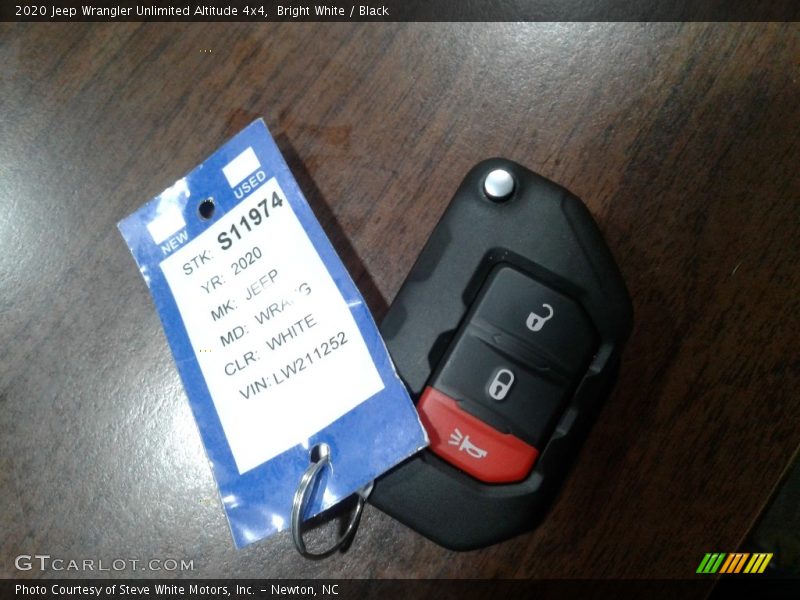 2020 Jeep Wrangler Unlimited Altitude 4x4, Bright White / Black
NEW
USED
STK: S11974
YR: 2020
MK: JEEP
MD:
CLR: WHITE
VIN: LW211252
GTCARLOT.COM
Photo Courtesy of Steve White Motors, Inc. – Newton, NC